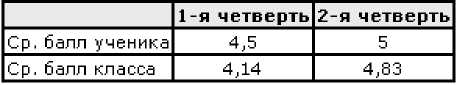 1-я четверть 2-я четверть
Ср. балл ученика 4,5 5
Ср. балл класса 4,14 4,83